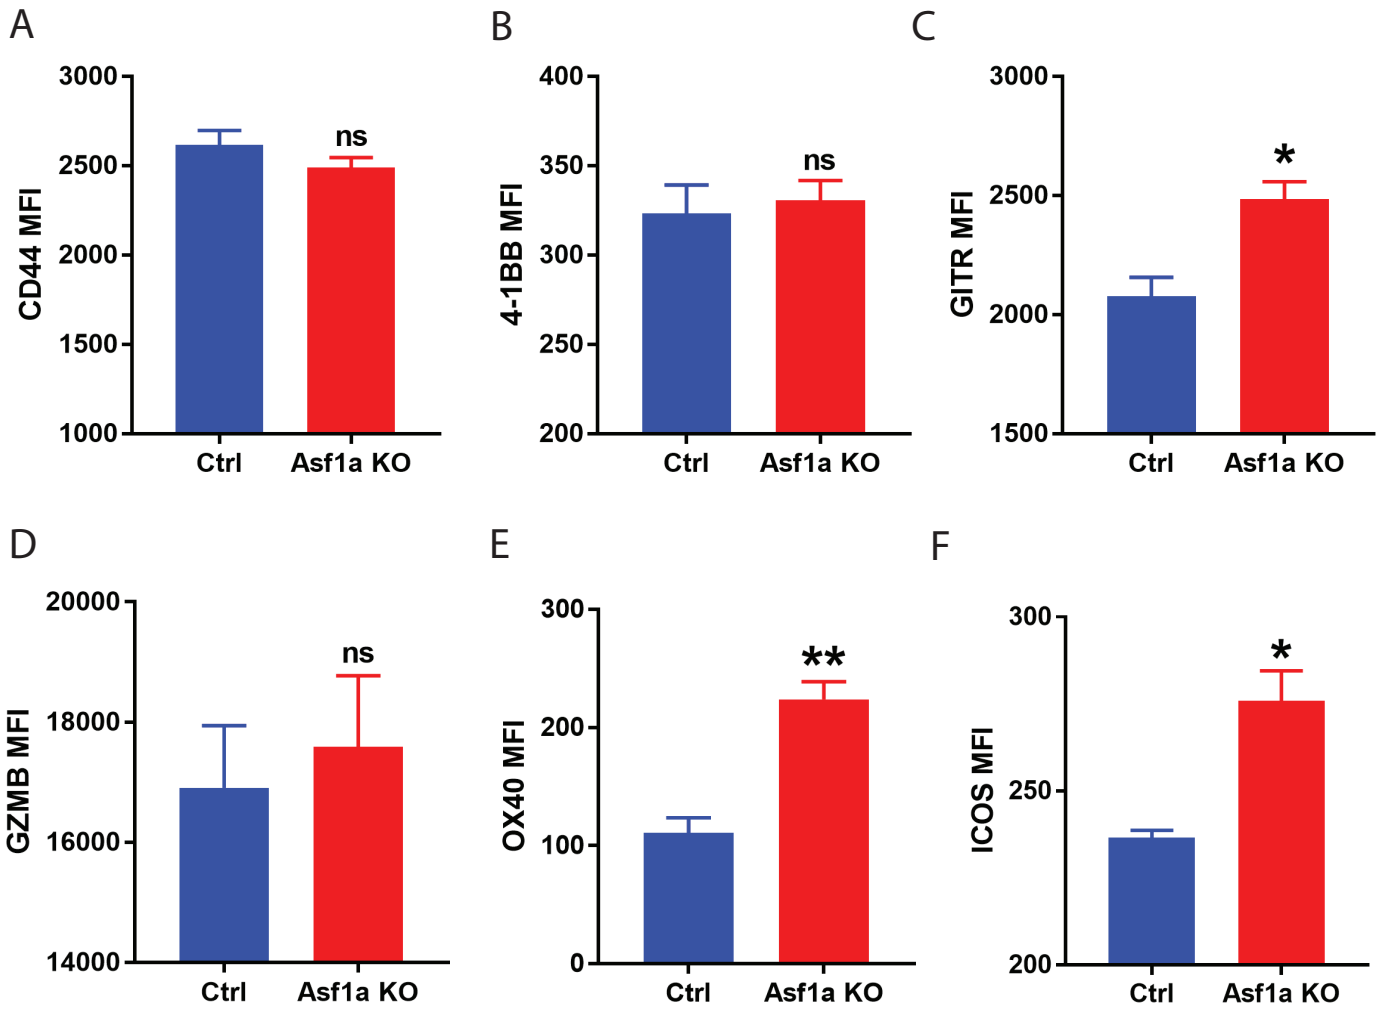 A
CD44 MFI
3000
2500
2000
1500
1000
ns
Ctrl
Asf1a KO
B
4-1BB MFI
400
350
300
250
200
ns
Ctrl
Asf1a KO
C
GITR MFI
3000
2500
2000
1500
*
Ctrl
Asf1a KO
D
GZMB MFI
20000
18000
16000
14000
ns
Ctrl
Asf1a KO
E
OX40 MFI
300
200
100
0
**
Ctrl
Asf1a KO
F
ICOS MFI
300
250
200
*
Ctrl
Asf1a KO